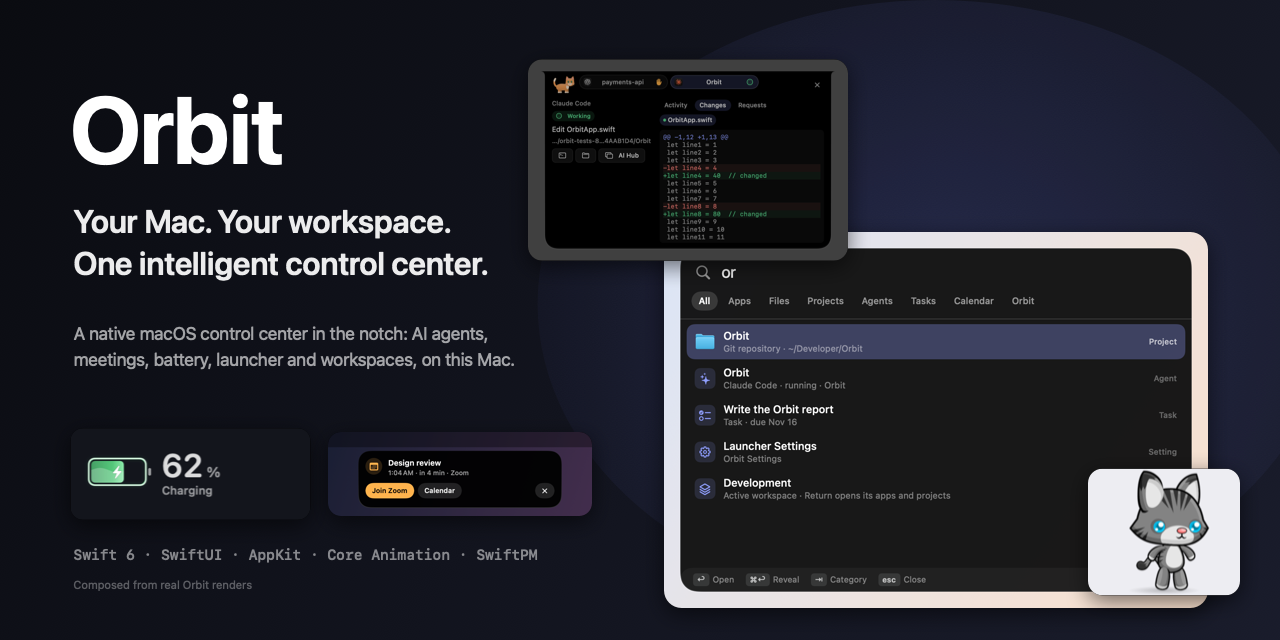 Orbit
Your Mac. Your workspace.
One intelligent control center.
A native macOS control center in the notch: AI agents,
meetings, battery, launcher and workspaces, on this Mac.
62 %
Charging
Design review
1:04 AM · in 4 min · Zoom
Join Zoom
Calendar
Swift 6 · SwiftUI · AppKit · Core Animation · SwiftPM
Composed from real Orbit renders
payments-api
Orbit
Claude Code
Working
Edit OrbitApp.swift
.../orbit-tests-8...4AAB1D4/Orbit
AI Hub
Activity
Changes
Requests
OrbitApp.swift
@@ -1,12 +1,13 @@
let line1 = 1
let line2 = 2
let line3 = 3
-let line4 = 4
+let line4 = 40 // changed
let line5 = 5
let line6 = 6
let line7 = 7
-let line8 = 8
+let line8 = 80 // changed
let line9 = 9
let line10 = 10
let line11 = 11
or
All
Apps
Files
Projects
Agents
Tasks
Calendar
Orbit
Orbit
Git repository · ~/Developer/Orbit
Project
Orbit
Claude Code · running · Orbit
Agent
Write the Orbit report
Task · due Nov 16
Task
Launcher Settings
Orbit Settings
Setting
Development
Active workspace · Return opens its apps and projects
↩ Open
⌘↩ Reveal
⇥ Category
esc Close